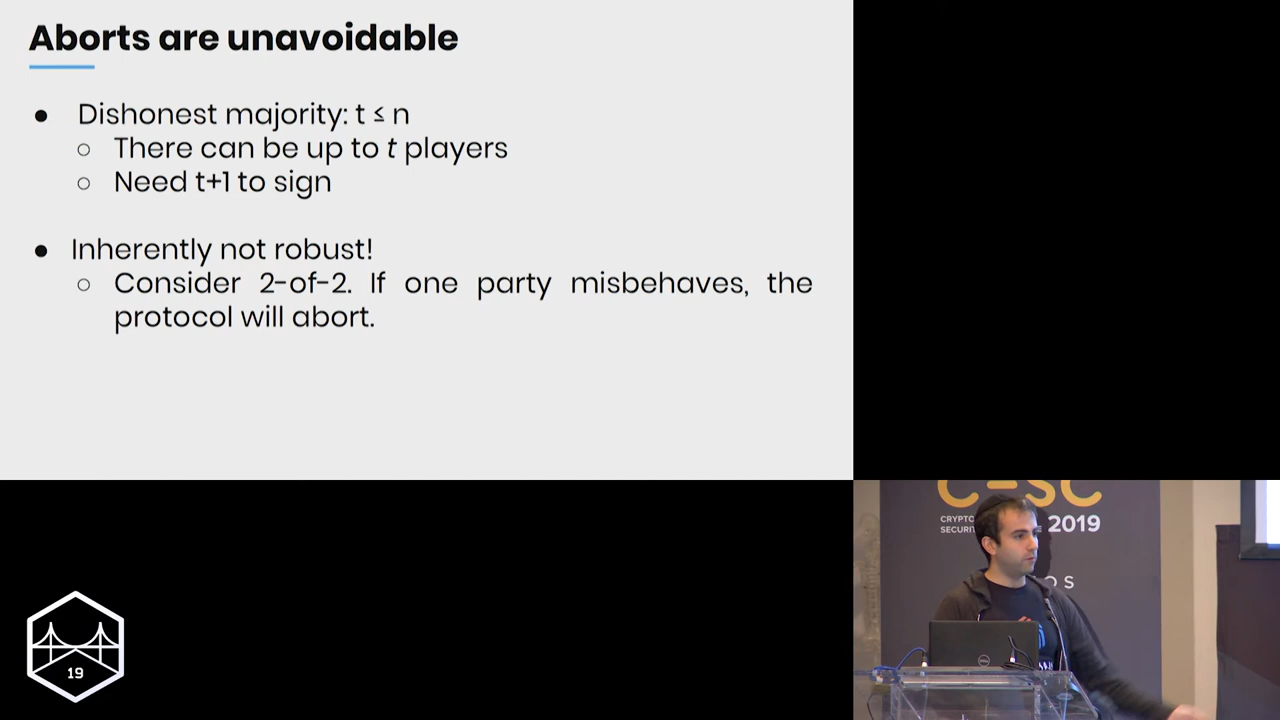 Aborts are unavoidable
● Dishonest majority: t ≤ n
○ There can be up to t players
○ Need t+1 to sign
● Inherently not robust!
○ Consider 2-of-2. If one party misbehaves, the
protocol will abort.
19
2019